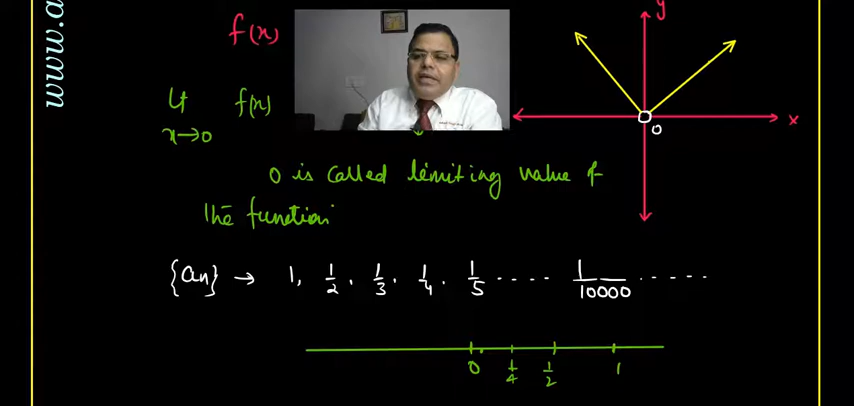 www.a
f(x)
y
Lt f(x)
x→0
x
0
0 is called limiting value of
the function
{an} → 1, 1/2, 1/3, 1/4, 1/5 .... 1/10000 .....
0 1/4 1/2 1